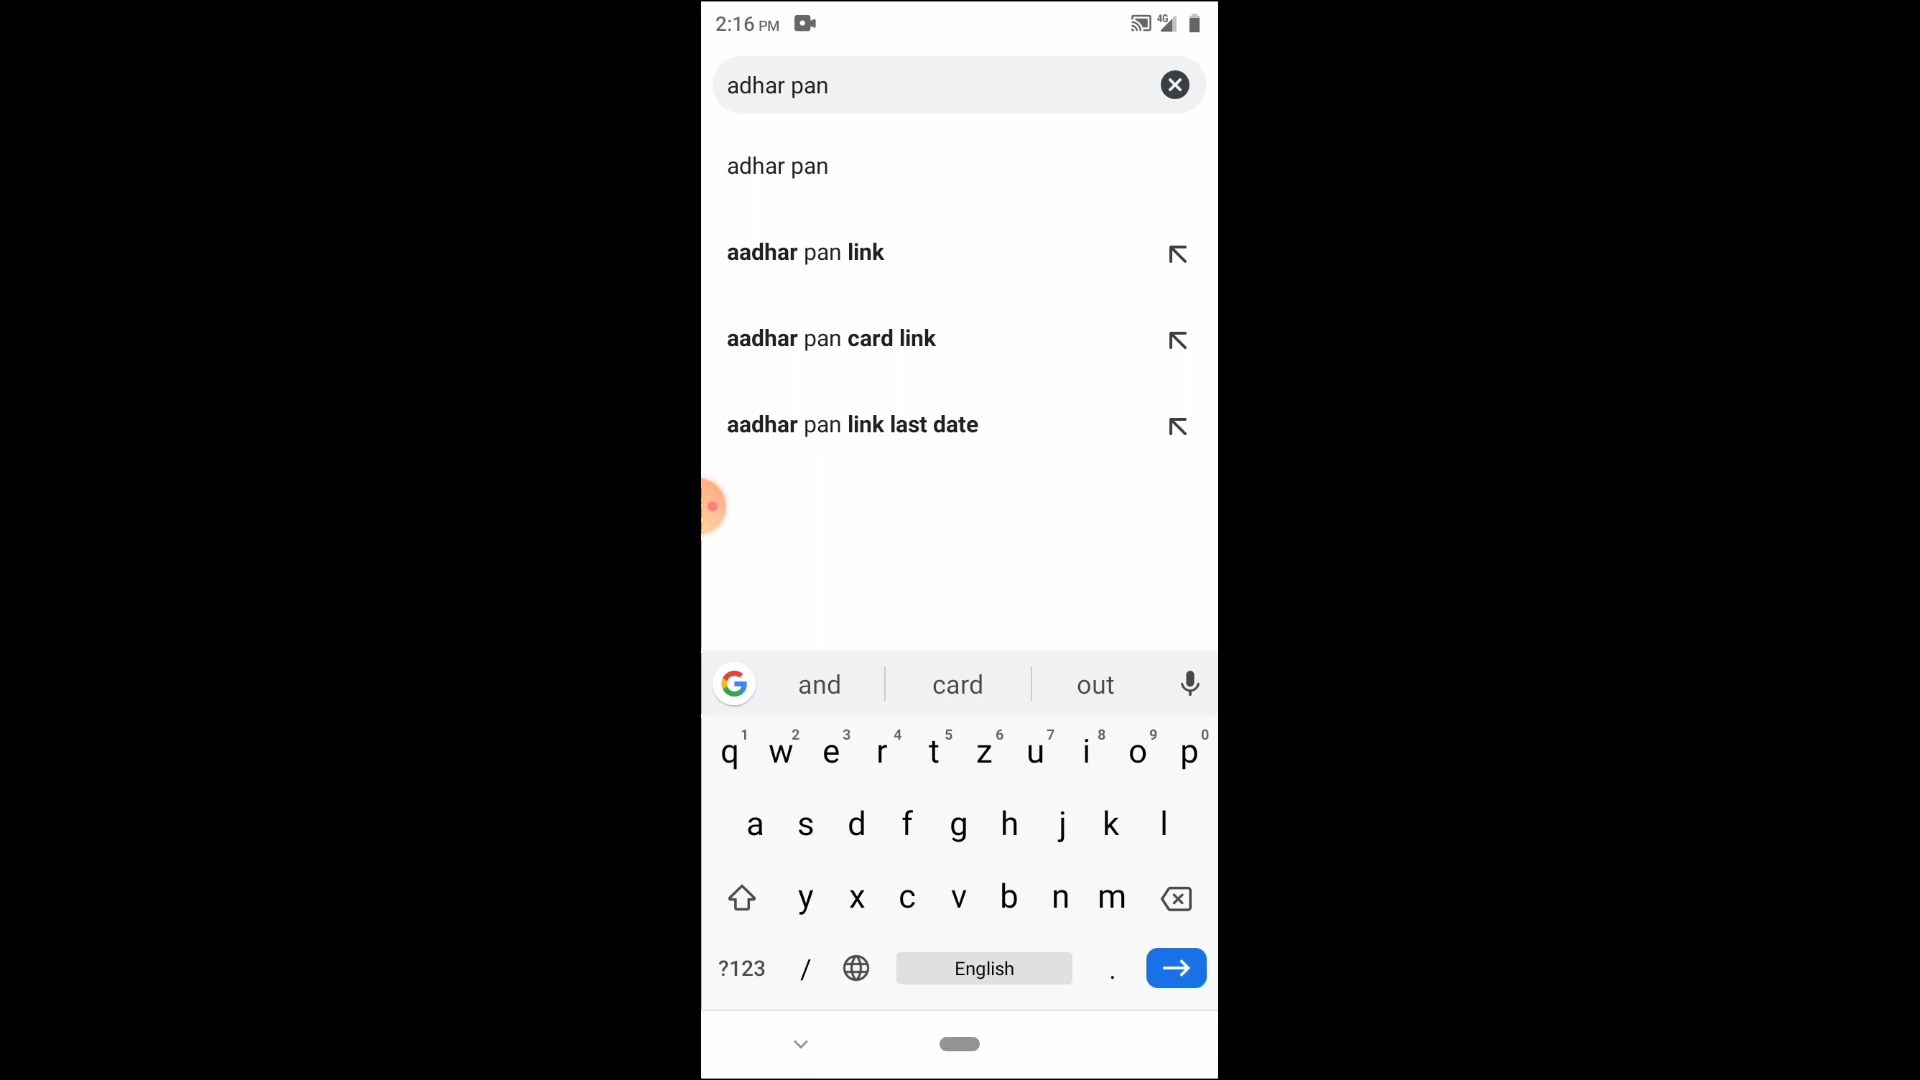 2:16 PM
4G
adhar pan
adhar pan
aadhar pan link
aadhar pan card link
aadhar pan link last date
and card out
1 2 3 4 5 6 7 8 9 0
q w e r t z u i o p
a s d f g h j k l
y x c v b n m
?123 / English .